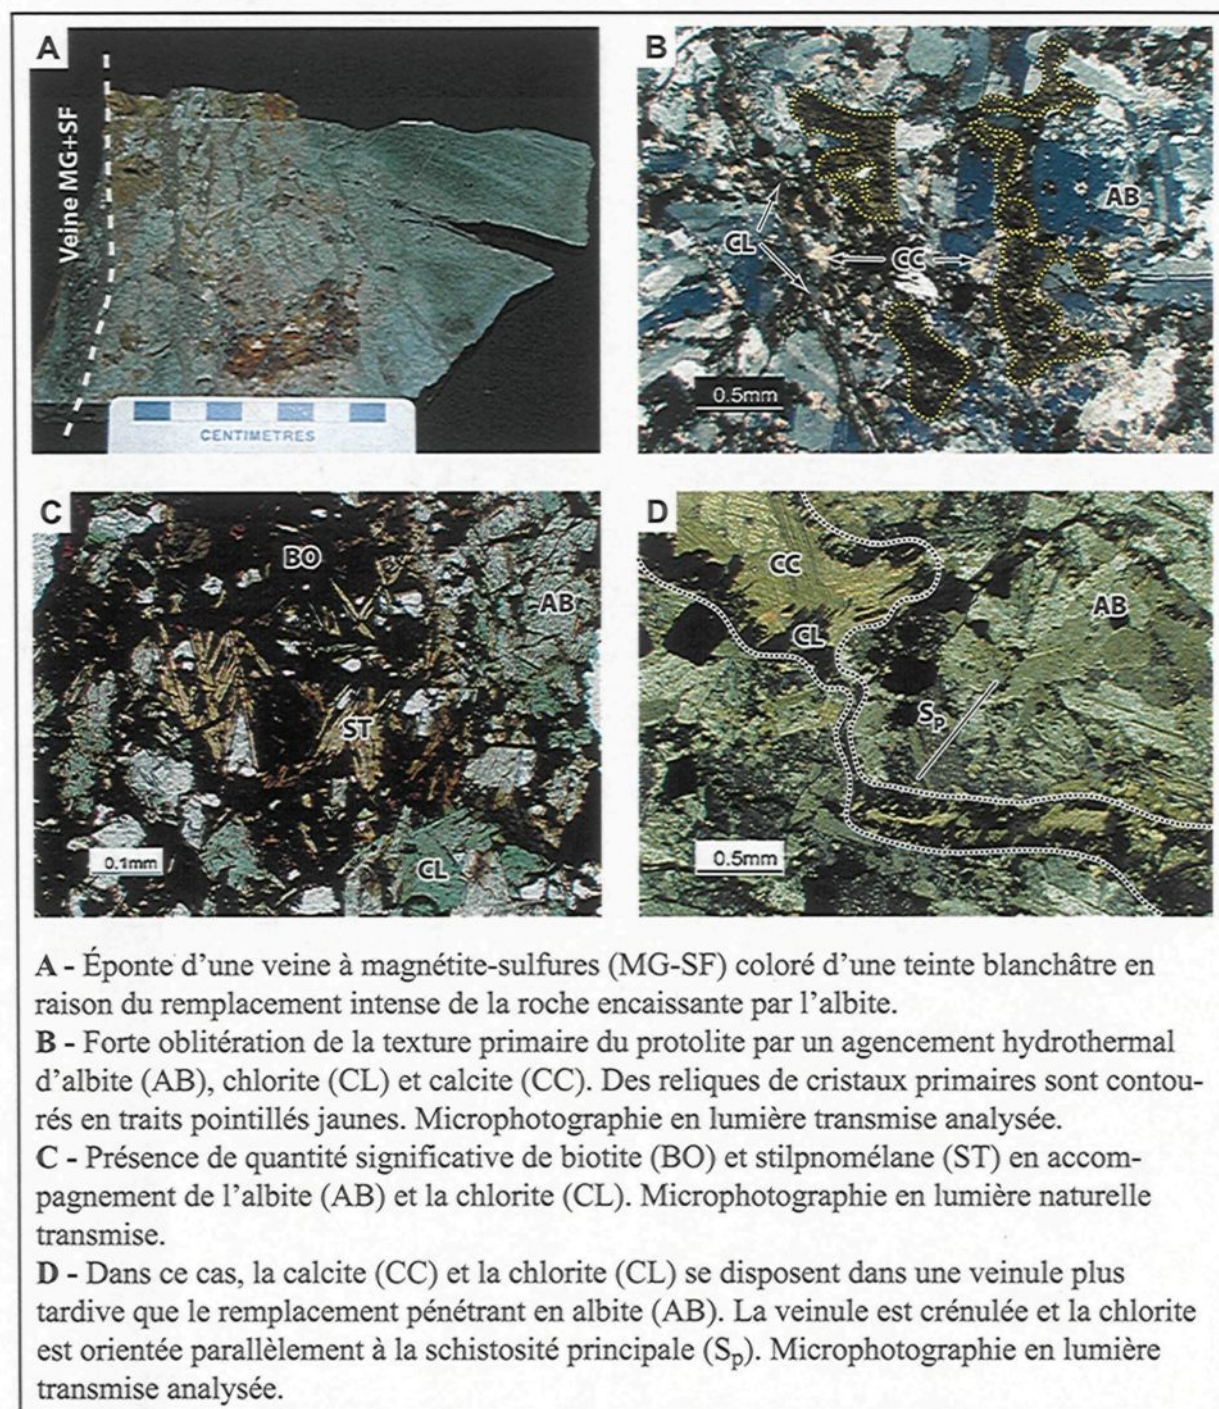 A
Veine MG+SF
CENTIMETRES
B
CL
CC
AB
0.5mm
C
BO
AB
ST
CL
0.1mm
D
CC
AB
CL
Sp
0.5mm
A - Éponte d’une veine à magnétite-sulfures (MG-SF) coloré d’une teinte blanchâtre en
raison du remplacement intense de la roche encaissante par l’albite.
B - Forte oblitération de la texture primaire du protolite par un agencement hydrothermal
d’albite (AB), chlorite (CL) et calcite (CC). Des reliques de cristaux primaires sont contou-
rés en traits pointillés jaunes. Microphotographie en lumière transmise analysée.
C - Présence de quantité significative de biotite (BO) et stilpnomélane (ST) en accom-
pagnement de l’albite (AB) et la chlorite (CL). Microphotographie en lumière naturelle
transmise.
D - Dans ce cas, la calcite (CC) et la chlorite (CL) se disposent dans une veinule plus
tardive que le remplacement pénétrant en albite (AB). La veinule est crénulée et la chlorite
est orientée parallèlement à la schistosité principale (Sp). Microphotographie en lumière
transmise analysée.